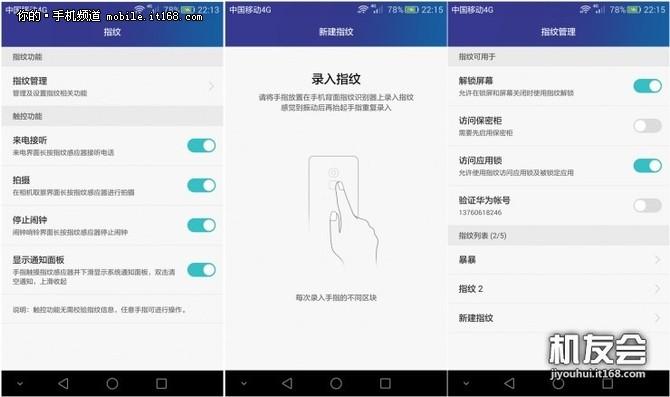 中国移动4G
4G 78% 22:13
你的·手机频道 mobile.it168.com
指纹
指纹功能
指纹管理
管理及设置指纹相关功能
触控功能
来电接听
来电界面长按指纹感应器接听电话
拍摄
在相机取景界面长按指纹感应器进行拍摄
停止闹钟
闹钟响铃界面长按指纹感应器停止闹钟
显示通知面板
手指触摸指纹感应器并下滑显示系统通知面板，双击清
空通知，上滑收起
说明：触控功能无需校验指纹信息，任意手指可进行操作。
中国移动4G
4G 78% 22:15
新建指纹
录入指纹
请将手指放置在手机背面指纹识别器上录入指纹
感觉到振动后再抬起手指重复录入
每次录入手指的不同区块
中国移动4G
4G 78% 22:15
指纹管理
指纹可用于
解锁屏幕
允许在锁屏和屏幕关闭时使用指纹解锁
访问保密柜
需要先启用保密柜
访问应用锁
允许使用指纹访问应用锁及被锁定应用
验证华为帐号
13760618246
指纹列表 (2/5)
暴暴
指纹 2
新建指纹
机友会
jiyouhui.it168.com